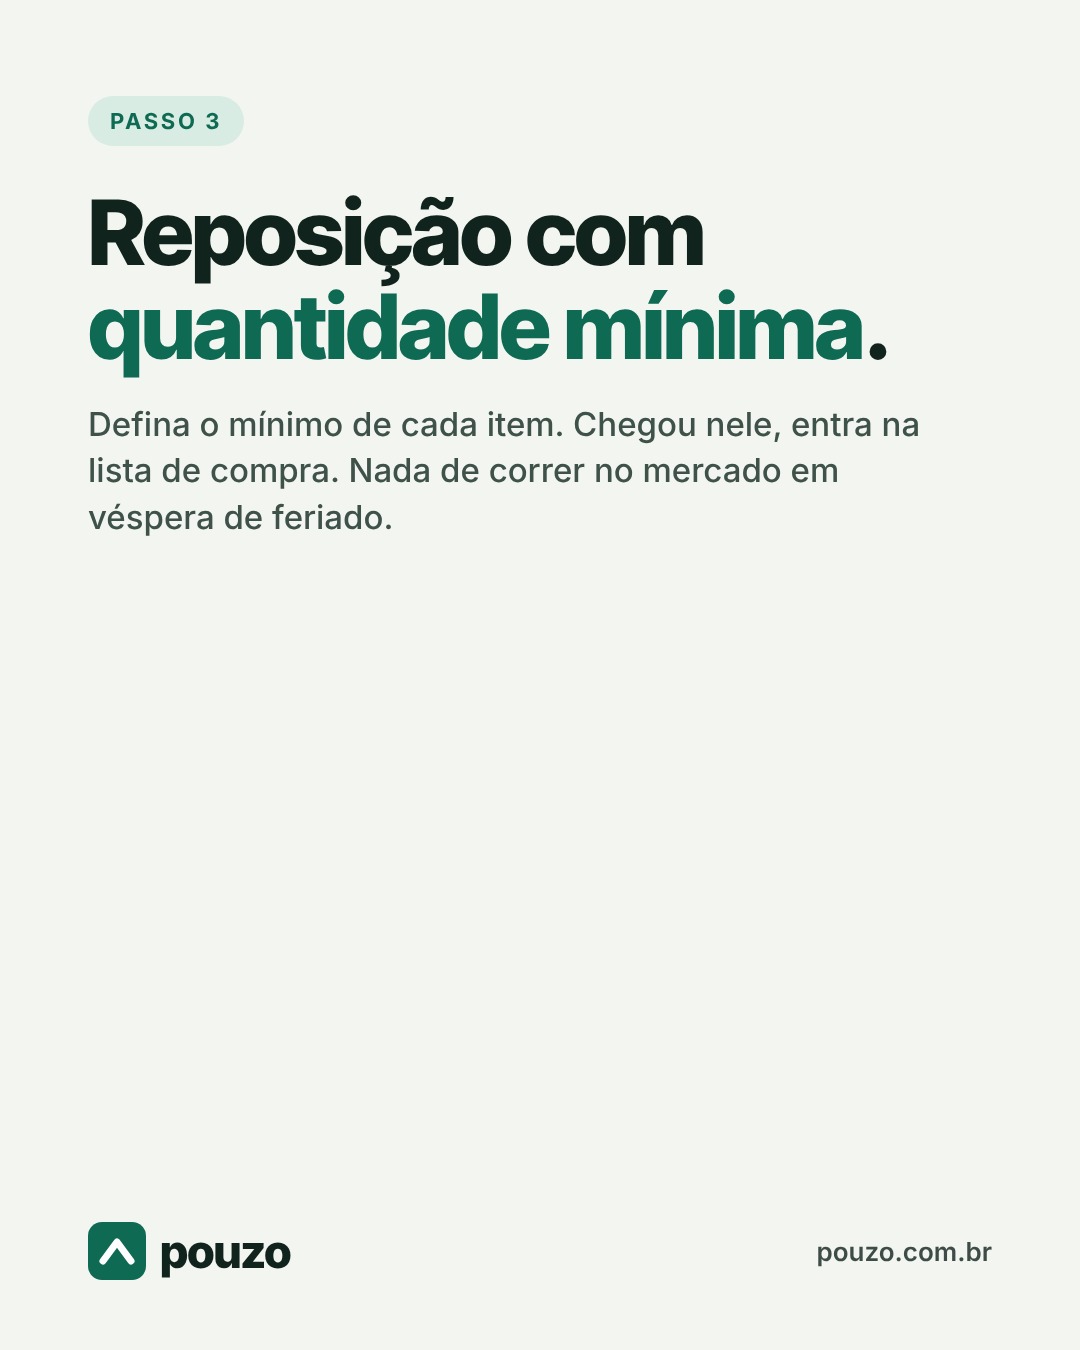 PASSO 3
Reposição com
quantidade mínima.
Defina o mínimo de cada item. Chegou nele, entra na
lista de compra. Nada de correr no mercado em
véspera de feriado.
pouzo
pouzo.com.br